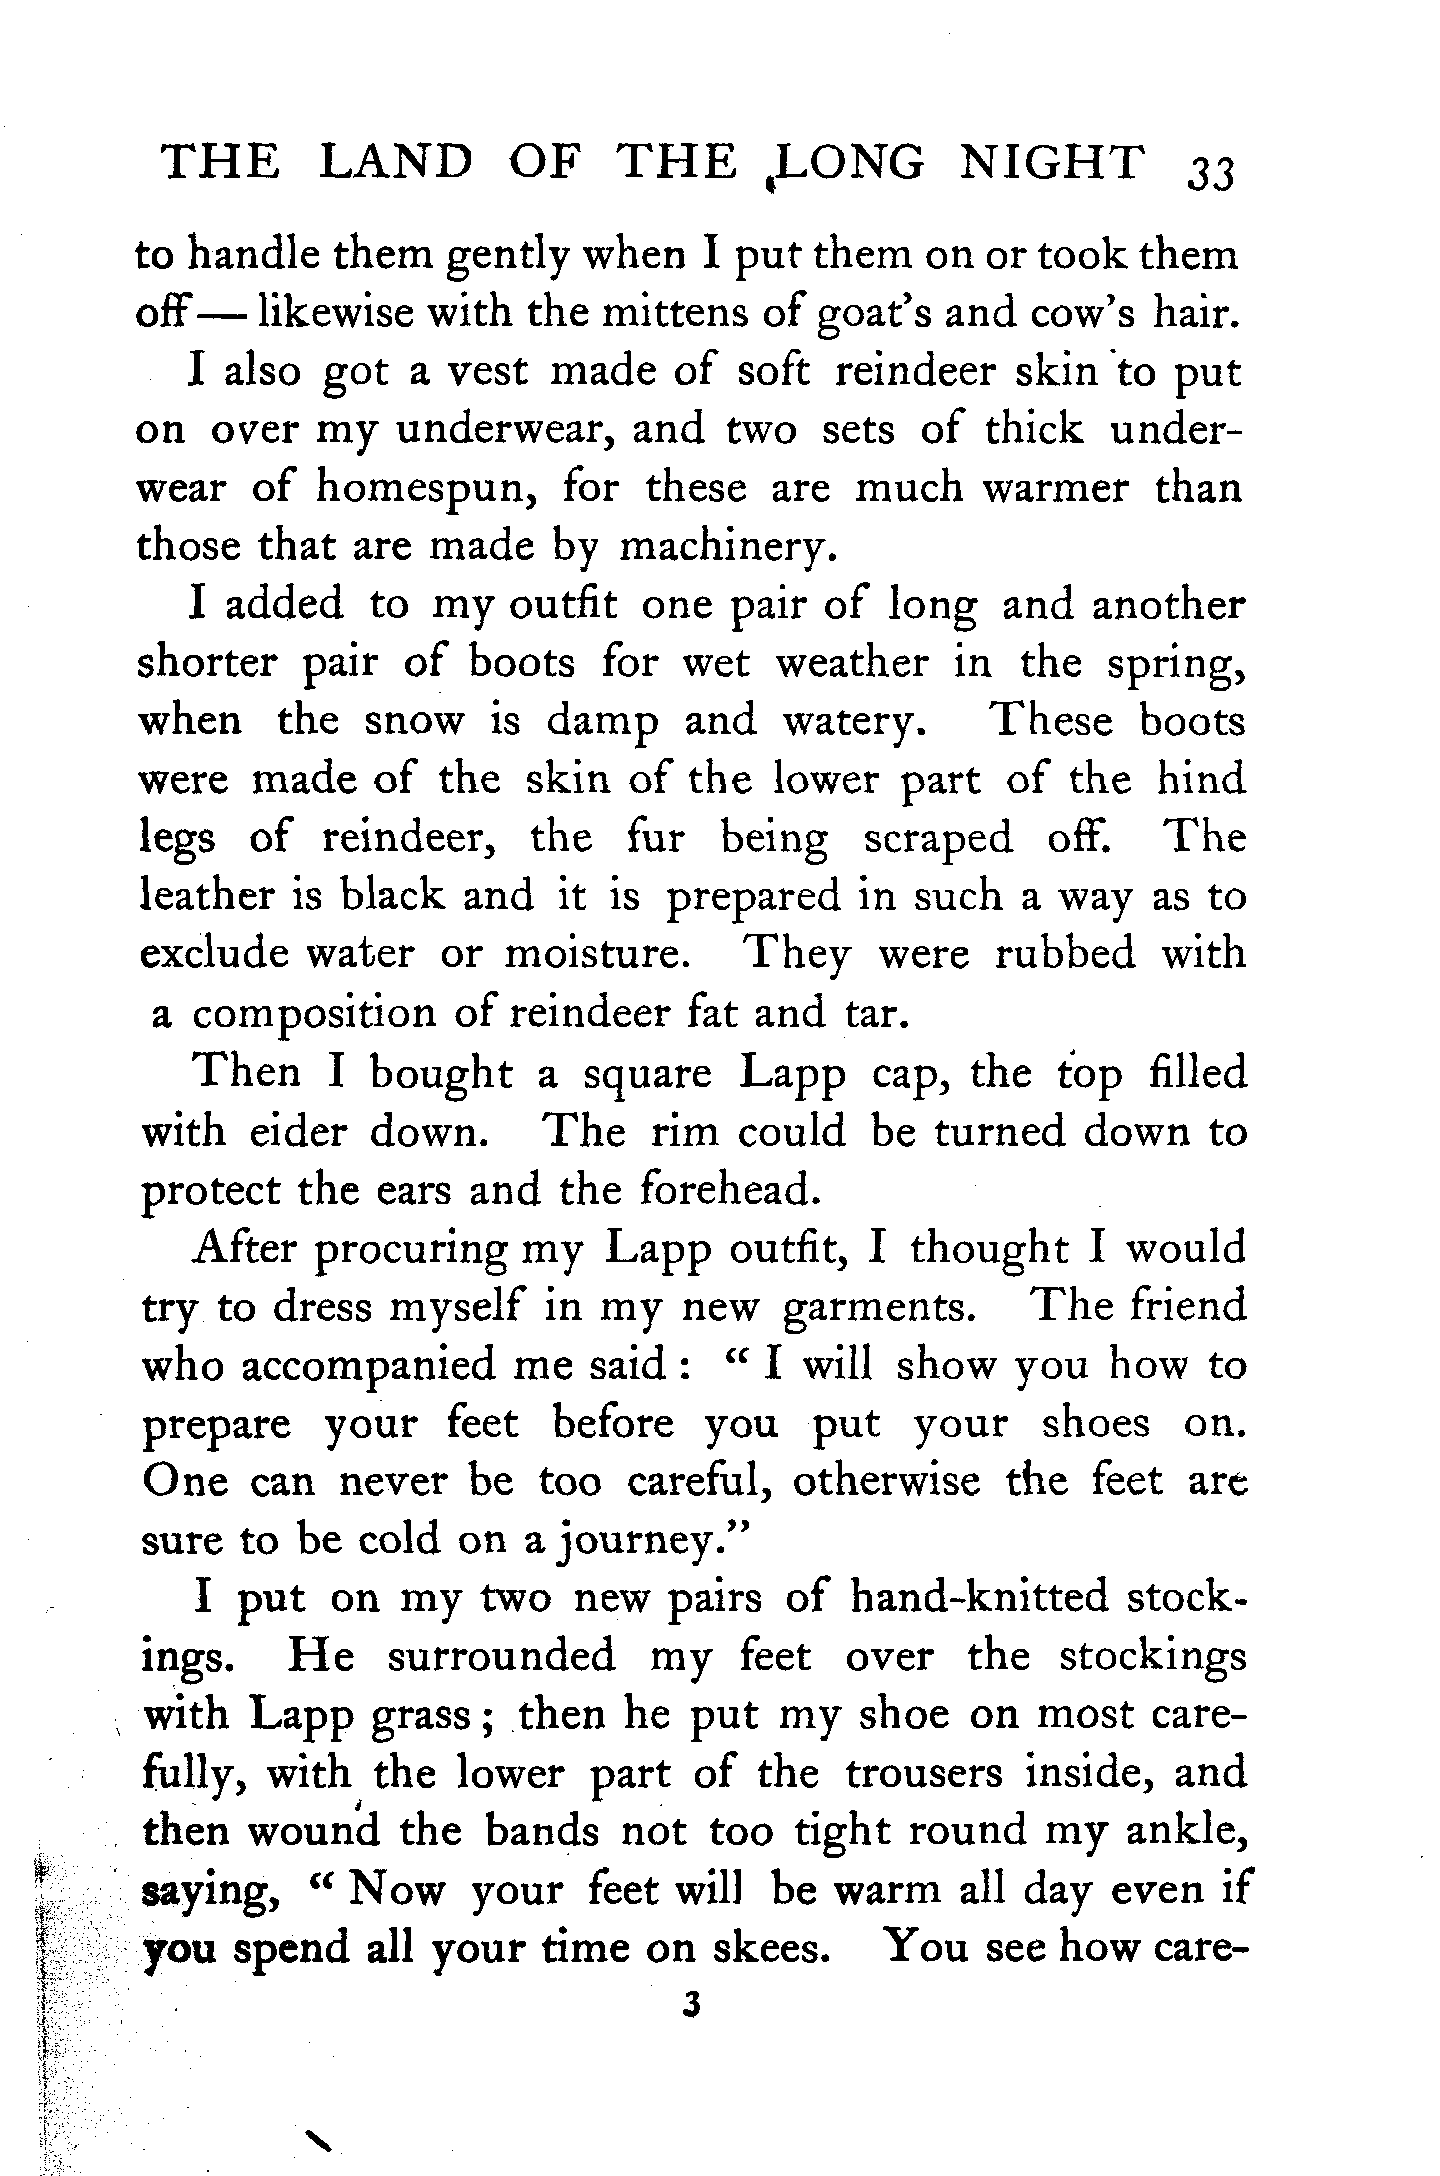 THE LAND OF THE LONG NIGHT 33
to handle them gently when I put them on or took them
off— likewise with the mittens of goat's and cow's hair.
I also got a vest made of soft reindeer skin to put
on over my underwear, and two sets of thick under-
wear of homespun, for these are much warmer than
those that are made by machinery.
I added to my outfit one pair of long and another
shorter pair of boots for wet weather in the spring,
when the snow is damp and watery. These boots
were made of the skin of the lower part of the hind
legs of reindeer, the fur being scraped off. The
leather is black and it is prepared in such a way as to
exclude water or moisture. They were rubbed with
a composition of reindeer fat and tar.
Then I bought a square Lapp cap, the top filled
with eider down. The rim could be turned down to
protect the ears and the forehead.
After procuring my Lapp outfit, I thought I would
try to dress myself in my new garments. The friend
who accompanied me said : “ I will show you how to
prepare your feet before you put your shoes on.
One can never be too careful, otherwise the feet are
sure to be cold on a journey.”
I put on my two new pairs of hand-knitted stock-
ings. He surrounded my feet over the stockings
with Lapp grass ; then he put my shoe on most care-
fully, with the lower part of the trousers inside, and
then wound the bands not too tight round my ankle,
saying, “ Now your feet will be warm all day even if
you spend all your time on skees. You see how care-
3